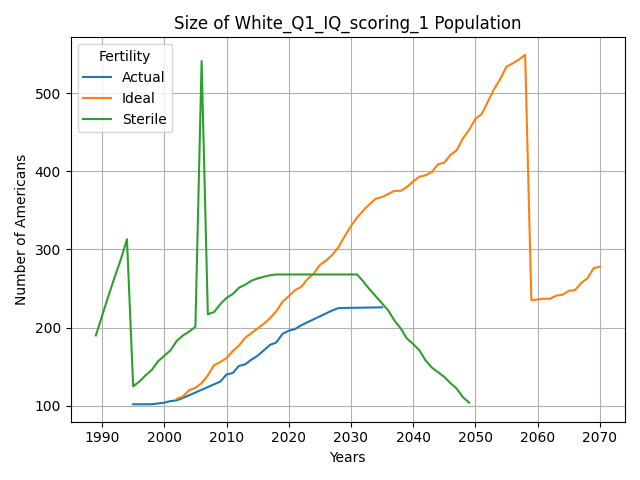 Size of White_Q1_IQ_scoring_1 Population
Fertility
Actual
Ideal
Sterile
Number of Americans
500
400
300
200
100
1990
2000
2010
2020
2030
2040
2050
2060
2070
Years